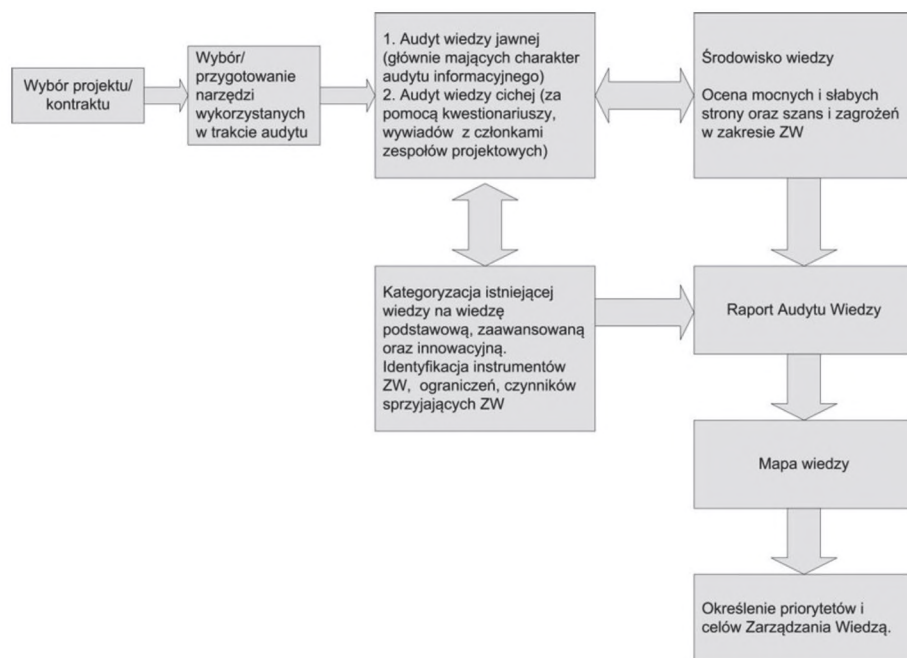 Wybór projektu/
kontraktu
Wybór/
przygotowanie
narzędzi
wykorzystanych
w trakcie audytu
1. Audyt wiedzy jawnej
(głównie mających charakter
audytu informacyjnego)
2. Audyt wiedzy cichej (za
pomocą kwestionariuszy,
wywiadów z członkami
zespołów projektowych)
Środowisko wiedzy
Ocena mocnych i słabych
strony oraz szans i zagrożeń
w zakresie ZW
Kategoryzacja istniejącej
wiedzy na wiedzę
podstawową, zaawansowaną
oraz innowacyjną.
Identyfikacja instrumentów
ZW, ograniczeń, czynników
sprzyjających ZW
Raport Audytu Wiedzy
Mapa wiedzy
Określenie priorytetów i
celów Zarządzania Wiedzą.